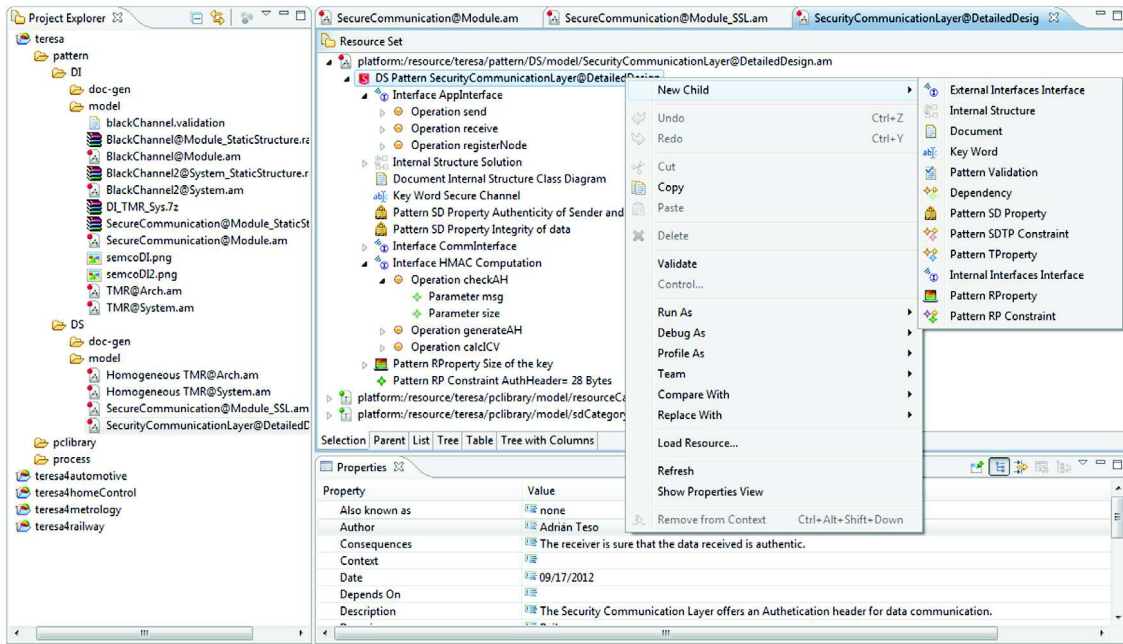 Project Explorer
teresa
pattern
DI
doc-gen
model
blackChannel.validation
BlackChannel@Module_StaticStructure.ra
BlackChannel@Module.am
BlackChannel2@System_StaticStructure.r
BlackChannel2@System.am
DI_TMR_Sys.7z
SecureCommunication@Module_StaticSt
SecureCommunication@Module.am
semcoDI.png
semcoDI2.png
TMR@Arch.am
TMR@System.am
DS
doc-gen
model
Homogeneous TMR@Arch.am
Homogeneous TMR@System.am
SecureCommunication@Module_SSL.am
SecurityCommunicationLayer@DetailedD
pclibrary
process
teresa4automotive
teresa4homeControl
teresa4metrology
teresa4railway
SecureCommunication@Module.am
SecureCommunication@Module_SSL.am
SecurityCommunicationLayer@DetailedDesig
Resource Set
platform:/resource/teresa/pattern/DS/model/SecurityCommunicationLayer@DetailedDesign.am
DS Pattern SecurityCommunicationLayer@DetailedDesign
Interface AppInterface
Operation send
Operation receive
Operation registerNode
Internal Structure Solution
Document Internal Structure Class Diagram
Key Word Secure Channel
Pattern SD Property Authenticity of Sender and
Pattern SD Property Integrity of data
Interface CommInterface
Interface HMAC Computation
Operation checkAH
Parameter msg
Parameter size
Operation generateAH
Operation calcICV
Pattern RProperty Size of the key
Pattern RP Constraint AuthHeader= 28 Bytes
platform:/resource/teresa/pclibrary/model/resourceCa
platform:/resource/teresa/pclibrary/model/sdCategory
Selection Parent List Tree Table Tree with Columns
New Child
Undo Ctrl+Z
Redo Ctrl+Y
Cut
Copy
Paste
Delete
Validate
Control...
Run As
Debug As
Profile As
Team
Compare With
Replace With
Load Resource...
Refresh
Show Properties View
Remove from Context Ctrl+Alt+Shift+Down
External Interfaces Interface
Internal Structure
Document
Key Word
Pattern Validation
Dependency
Pattern SD Property
Pattern SDTP Constraint
Pattern TProperty
Internal Interfaces Interface
Pattern RProperty
Pattern RP Constraint
Properties
Property Value
Also known as none
Author Adrián Teso
Consequences The receiver is sure that the data received is authentic.
Context
Date 09/17/2012
Depends On
Description The Security Communication Layer offers an Authetication header for data communication.